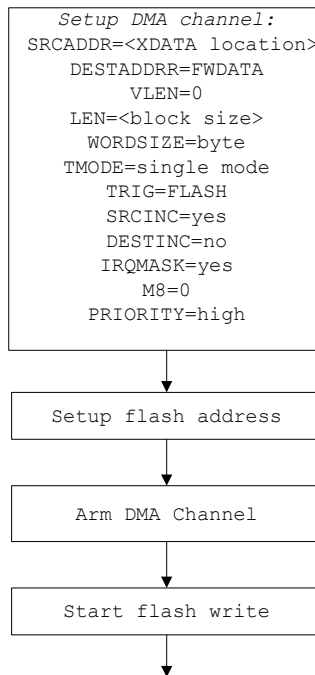 Setup DMA channel:
SRCADDR=<XDATA location>
DESTADDRR=FWDATA
VLEN=0
LEN=<block size>
WORDSIZE=byte
TMODE=single mode
TRIG=FLASH
SRCINC=yes
DESTINC=no
IRQMASK=yes
M8=0
PRIORITY=high
Setup flash address
Arm DMA Channel
Start flash write